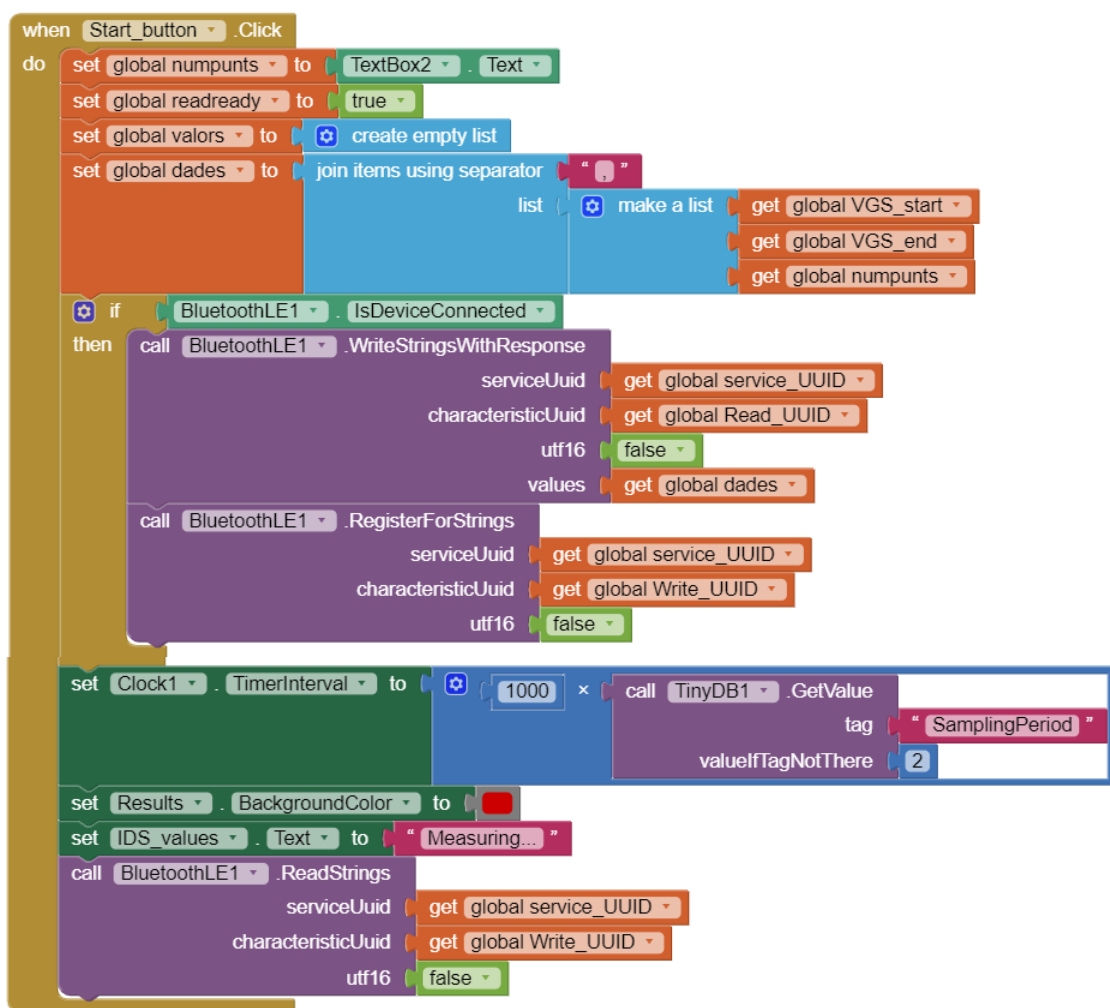 when Start_button .Click
do set global numpunts to TextBox2 . Text
set global readready to true
set global valors to create empty list
set global dades to join items using separator " , "
list make a list get global VGS_start
get global VGS_end
get global numpunts
if BluetoothLE1 . IsDeviceConnected
then call BluetoothLE1 .WriteStringsWithResponse
serviceUuid get global service_UUID
characteristicUuid get global Read_UUID
utf16 false
values get global dades
call BluetoothLE1 .RegisterForStrings
serviceUuid get global service_UUID
characteristicUuid get global Write_UUID
utf16 false
set Clock1 . TimerInterval to 1000 × call TinyDB1 .GetValue
tag " SamplingPeriod "
valueIfTagNotThere 2
set Results . BackgroundColor to
set IDS_values . Text to " Measuring... "
call BluetoothLE1 .ReadStrings
serviceUuid get global service_UUID
characteristicUuid get global Write_UUID
utf16 false